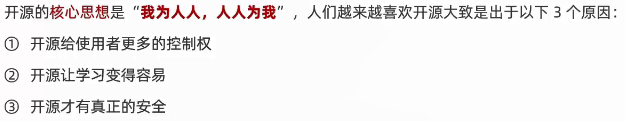 开源的核心思想是“我为人人，人人为我”，人们越来越喜欢开源大致是出于以下 3 个原因：
① 开源给使用者更多的控制权
② 开源让学习变得容易
③ 开源才有真正的安全